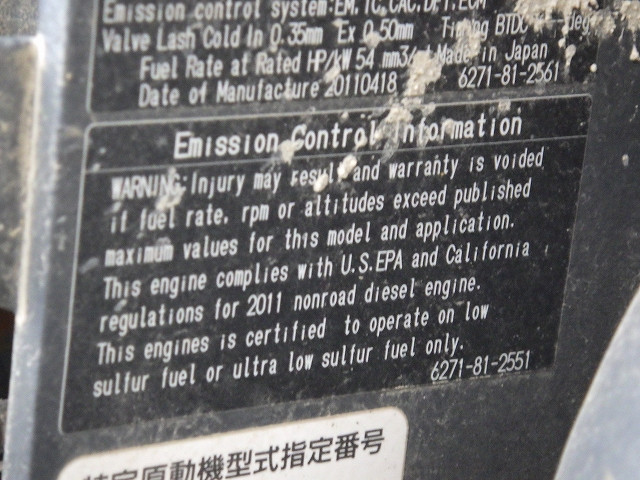 Emission control system:EM,TC,CAC,DFI,ECM
Valve Lash Cold In 0.35mm Ex 0.50mm Timing BTDC deg
Fuel Rate at Rated HP/kW 54 mm3 Made in Japan
Date of Manufacture 20110418 6271-81-2561
Emission Control Information
WARNING:Injury may result and warranty is voided
if fuel rate, rpm or altitudes exceed published
maximum values for this model and application.
This engine complies with U.S.EPA and California
regulations for 2011 nonroad diesel engine.
This engines is certified to operate on low
sulfur fuel or ultra low sulfur fuel only.
6271-81-2551
特定原動機型式指定番号